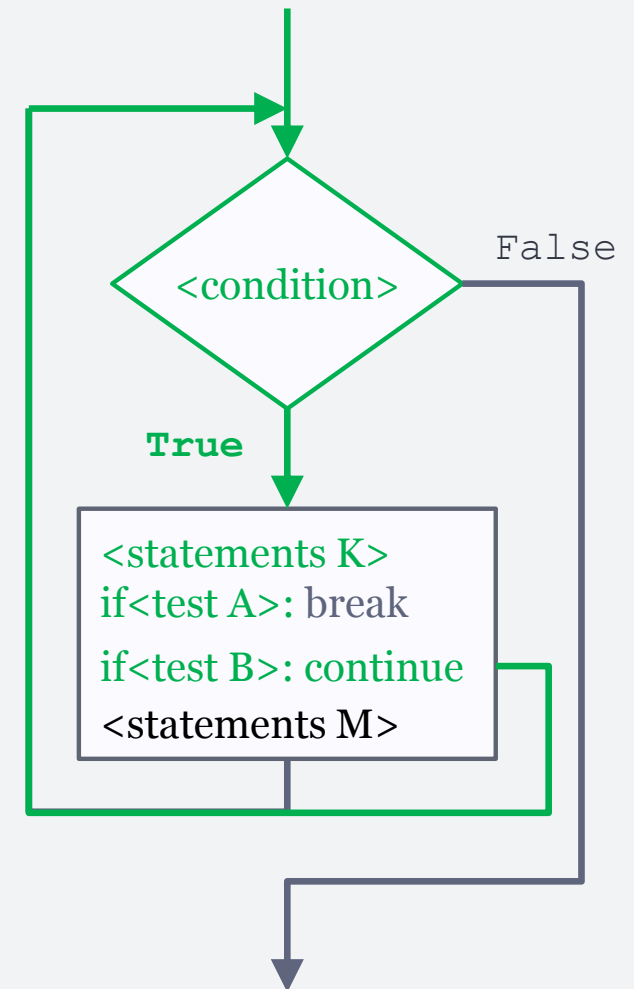 False
<condition>
True
<statements K>
if<test A>: break
if<test B>: continue
<statements M>